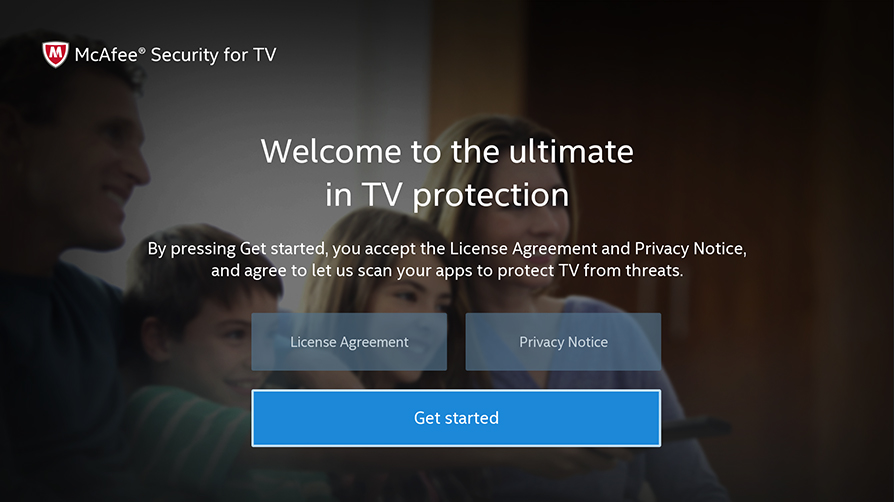 McAfee® Security for TV
Welcome to the ultimate
in TV protection
By pressing Get started, you accept the License Agreement and Privacy Notice,
and agree to let us scan your apps to protect TV from threats.
License Agreement
Privacy Notice
Get started